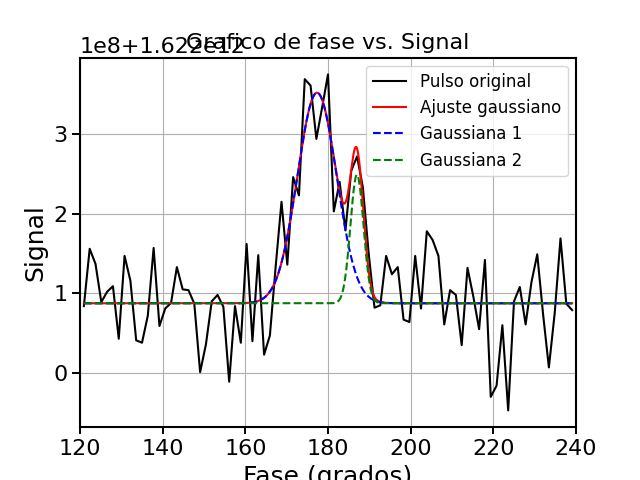 1e8+1.622e12
Grafico de fase vs. Signal
Pulso original
Ajuste gaussiano
Gaussiana 1
Gaussiana 2
3
2
1
0
Signal
120 140 160 180 200 220 240
Fase (grados)